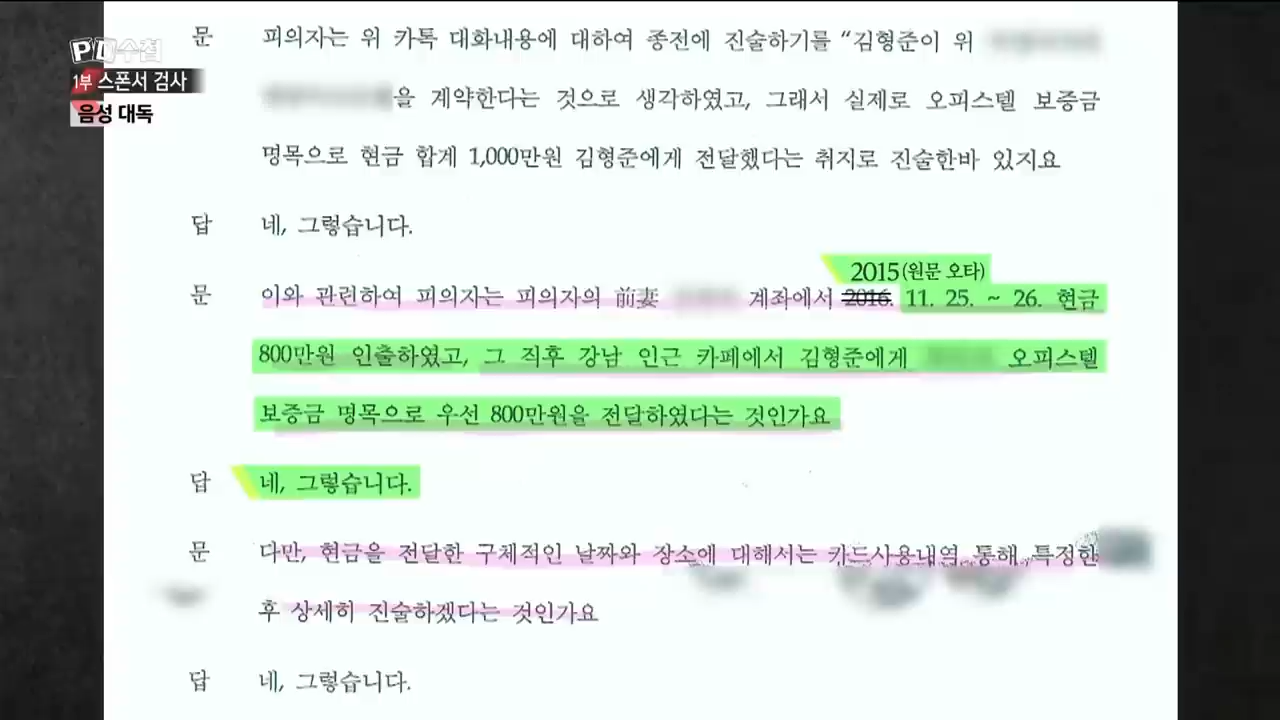 PD수첩
1부 스폰서 검사
음성 대독
문 피의자는 위 카톡 대화내용에 대하여 종전에 진술하기를 “김형준이 위
을 계약한다는 것으로 생각하였고, 그래서 실제로 오피스텔 보증금
명목으로 현금 합계 1,000만원 김형준에게 전달했다는 취지로 진술한바 있지요
답 네, 그렇습니다.
2015(원문 오타)
문 이와 관련하여 피의자는 피의자의 前妻 계좌에서 2016. 11. 25. ~ 26. 현금
800만원 인출하였고, 그 직후 강남 인근 카페에서 김형준에게 오피스텔
보증금 명목으로 우선 800만원을 전달하였다는 것인가요
답 네, 그렇습니다.
문 다만, 현금을 전달한 구체적인 날짜와 장소에 대해서는 카드사용내역 통해 특정한
후 상세히 진술하겠다는 것인가요
답 네, 그렇습니다.